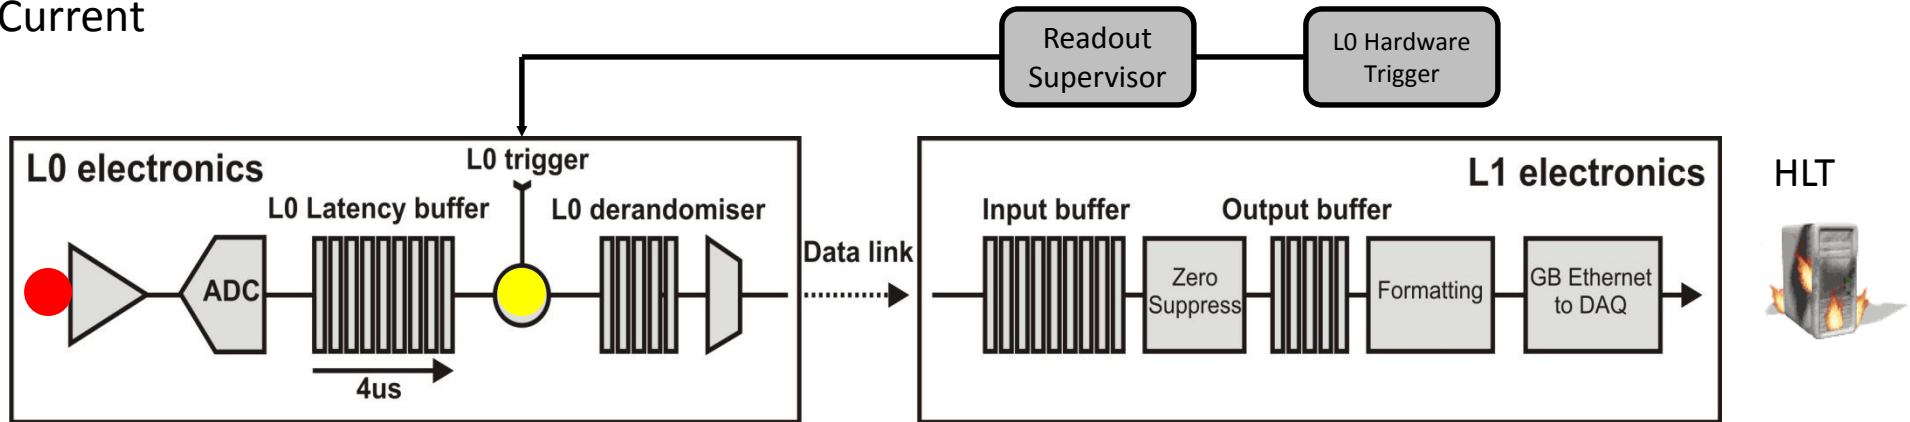 Current
Readout
Supervisor
L0 Hardware
Trigger
L0 electronics
L0 trigger
L0 Latency buffer
L0 derandomiser
ADC
4us
Data link
L1 electronics
Input buffer
Output buffer
Zero
Suppress
Formatting
GB Ethernet
to DAQ
HLT